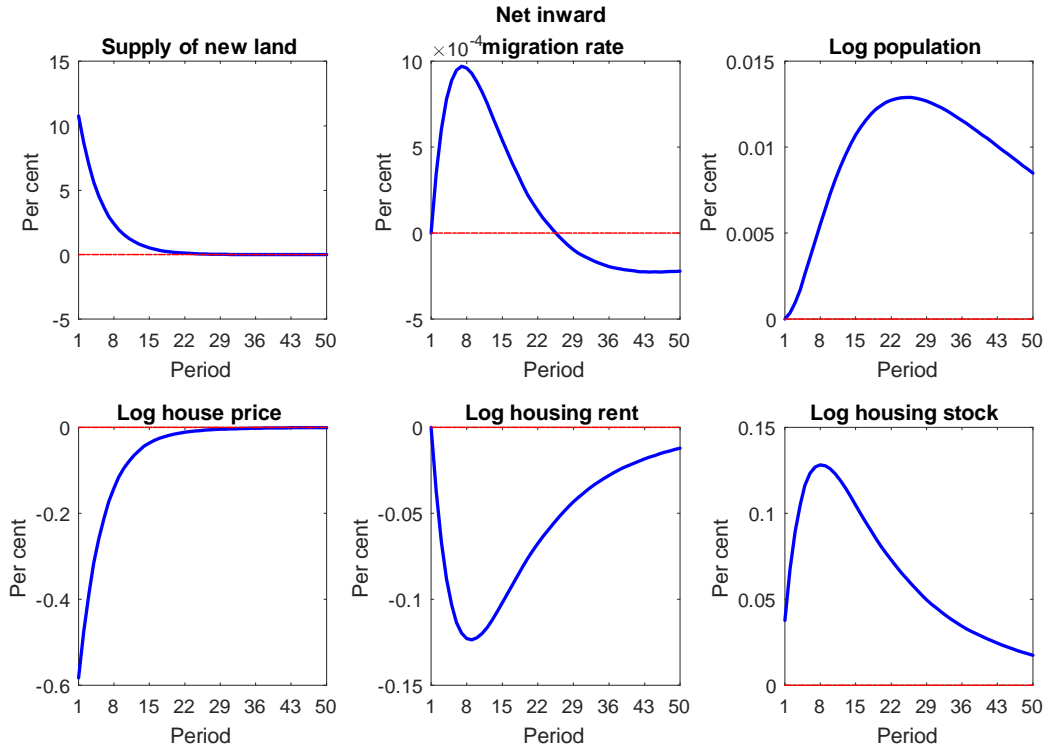 Supply of new land
15
10
5
0
-5
1 8 15 22 29 36 43 50
Per cent
Period
Net inward
migration rate
×10-4
10
5
0
-5
1 8 15 22 29 36 43 50
Per cent
Period
Log population
0.015
0.01
0.005
0
1 8 15 22 29 36 43 50
Per cent
Period
Log house price
0
-0.2
-0.4
-0.6
1 8 15 22 29 36 43 50
Per cent
Period
Log housing rent
0
-0.05
-0.1
-0.15
1 8 15 22 29 36 43 50
Per cent
Period
Log housing stock
0.15
0.1
0.05
0
1 8 15 22 29 36 43 50
Per cent
Period